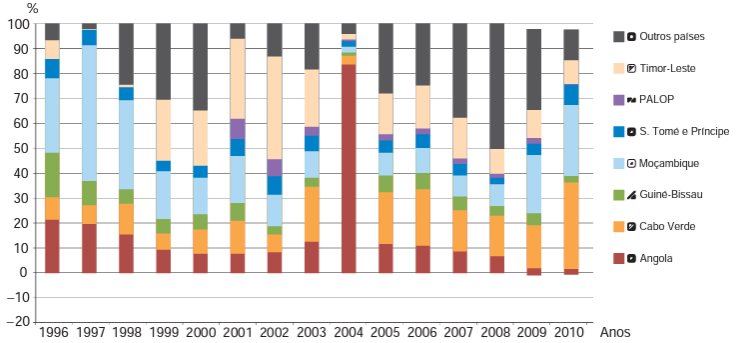 %
100
90
80
70
60
50
40
30
20
10
0
−10
−20
1996 1997 1998 1999 2000 2001 2002 2003 2004 2005 2006 2007 2008 2009 2010 Anos
Outros países
Timor-Leste
PALOP
S. Tomé e Príncipe
Moçambique
Guiné-Bissau
Cabo Verde
Angola